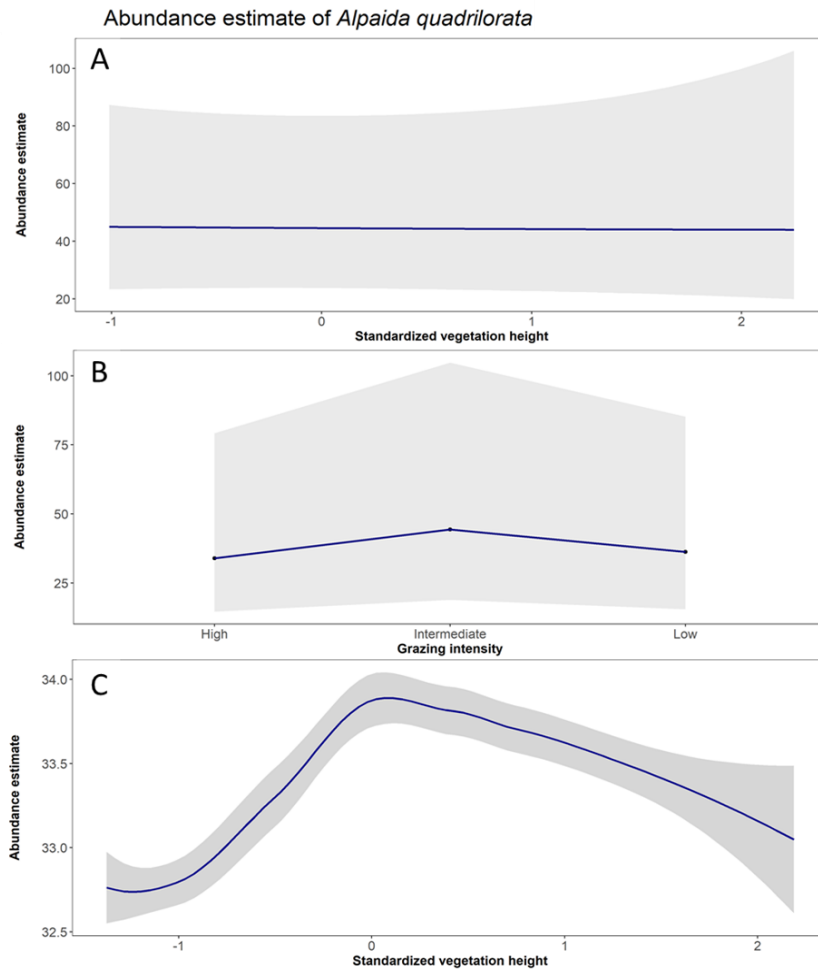 Abundance estimate of Alpaida quadrilorata
A
100
80
60
40
20
Abundance estimate
-1 0 1 2
Standardized vegetation height
B
100
75
50
25
Abundance estimate
High Intermediate Low
Grazing intensity
C
34.0
33.5
33.0
32.5
Abundance estimate
-1 0 1 2
Standardized vegetation height